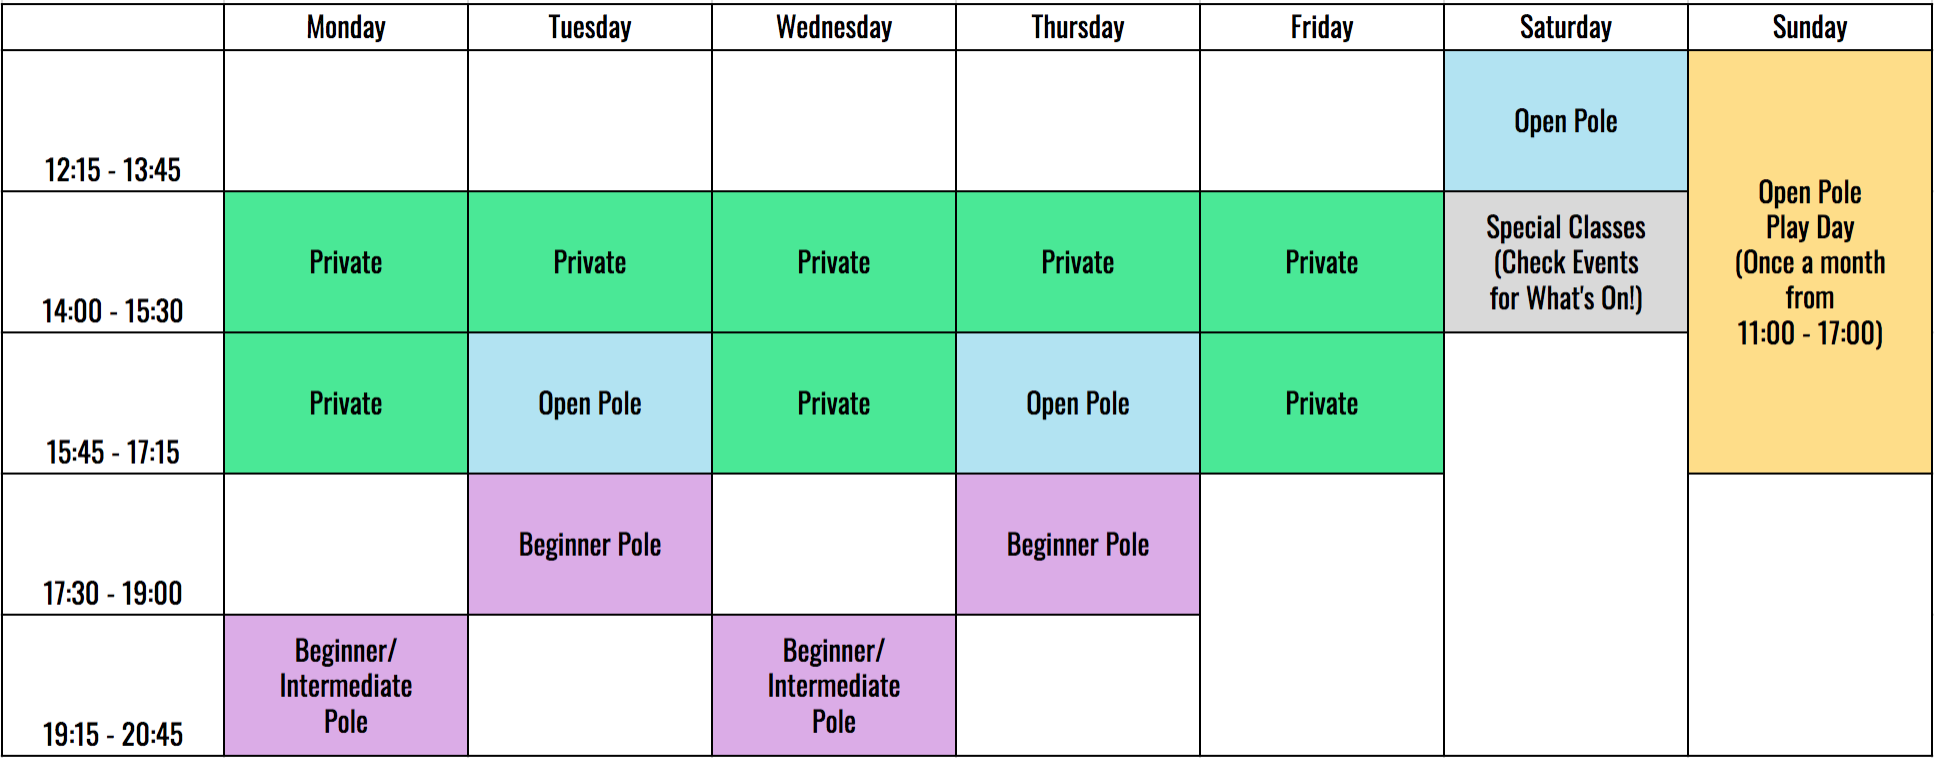 Monday Tuesday Wednesday Thursday Friday Saturday Sunday
12:15 - 13:45
Open Pole
Open Pole
Play Day
(Once a month
from
11:00 - 17:00)
14:00 - 15:30
Private
Private
Private
Private
Private
Special Classes
(Check Events
for What's On!)
15:45 - 17:15
Private
Open Pole
Private
Open Pole
Private
17:30 - 19:00
Beginner Pole
Beginner Pole
19:15 - 20:45
Beginner/
Intermediate
Pole
Beginner/
Intermediate
Pole